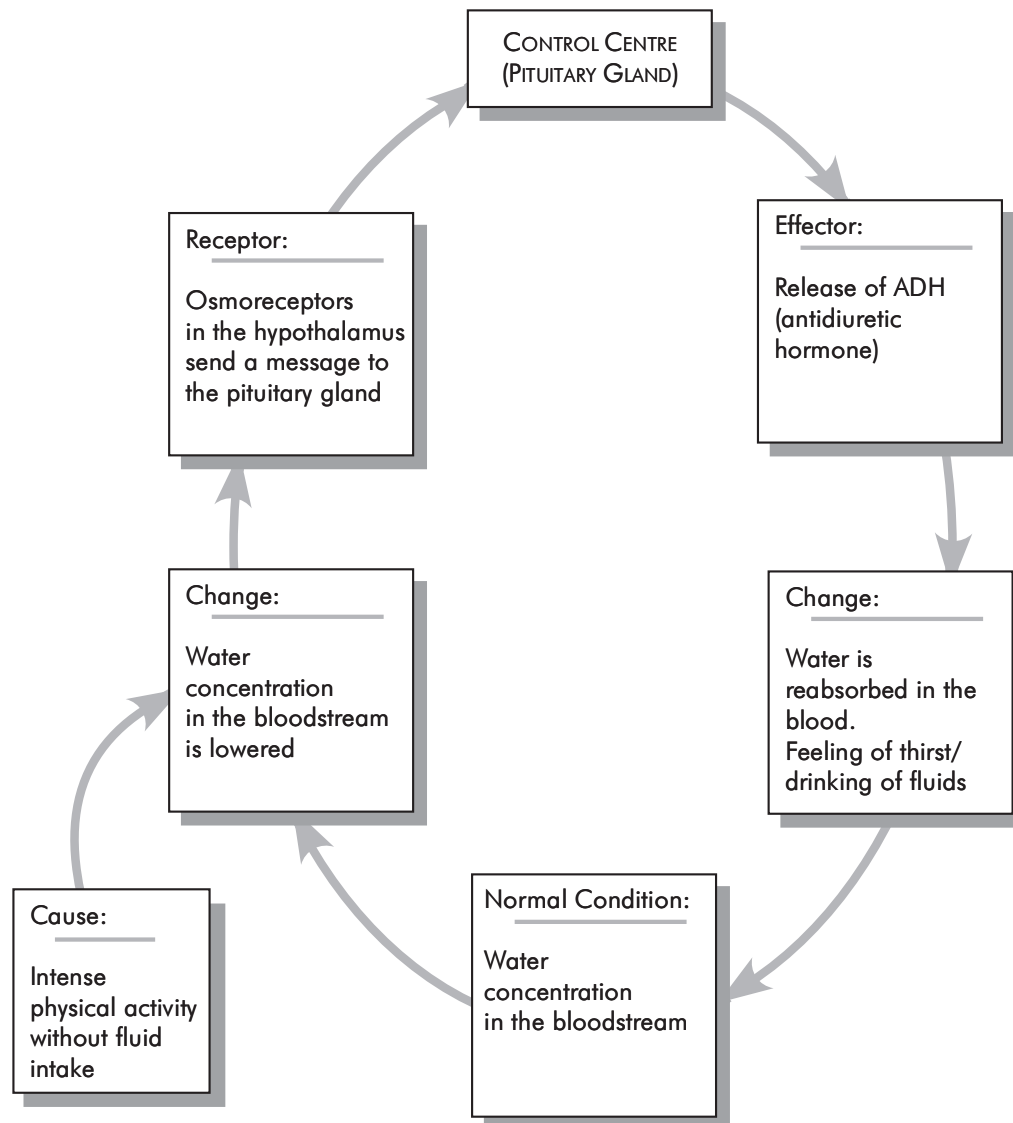 CONTROL CENTRE
(PITUITARY GLAND)
Receptor:
Osmoreceptors
in the hypothalamus
send a message to
the pituitary gland
Effector:
Release of ADH
(antidiuretic
hormone)
Change:
Water
concentration
in the bloodstream
is lowered
Change:
Water is
reabsorbed in the
blood.
Feeling of thirst/
drinking of fluids
Cause:
Intense
physical activity
without fluid
intake
Normal Condition:
Water
concentration
in the bloodstream